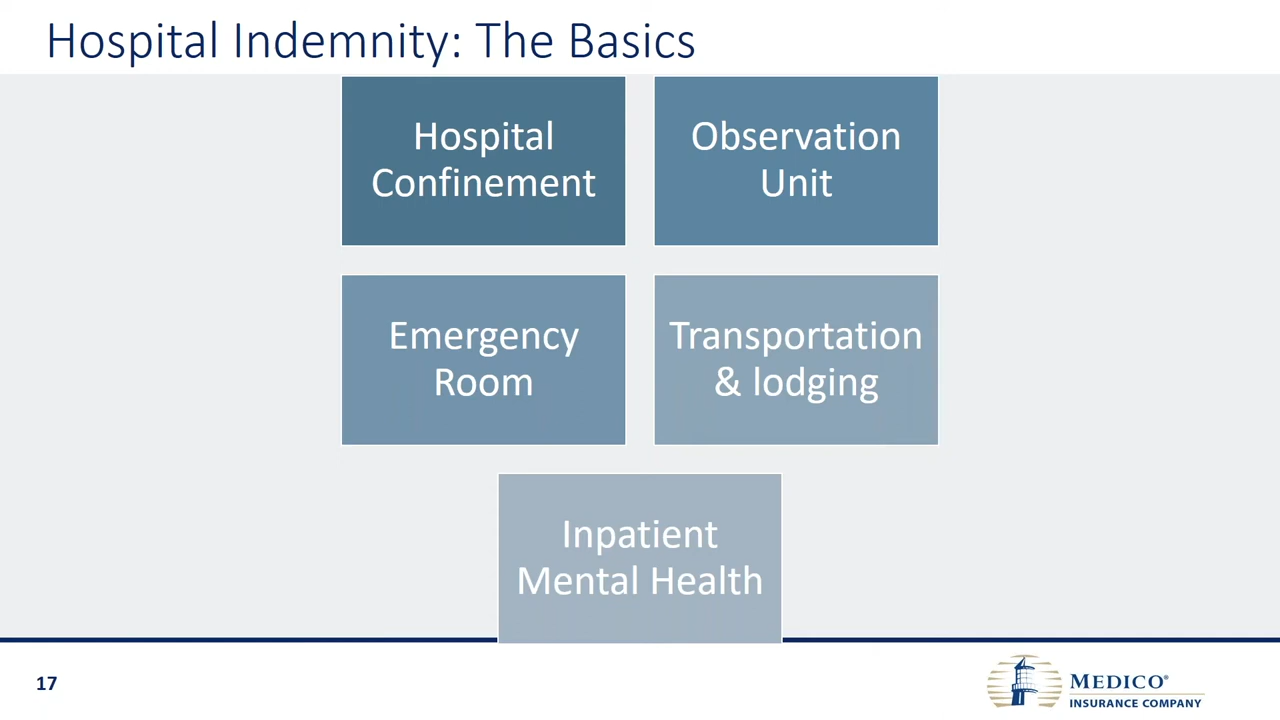 Hospital Indemnity: The Basics
Hospital
Confinement
Observation
Unit
Emergency
Room
Transportation
& lodging
Inpatient
Mental Health
17
MEDICO®
INSURANCE COMPANY